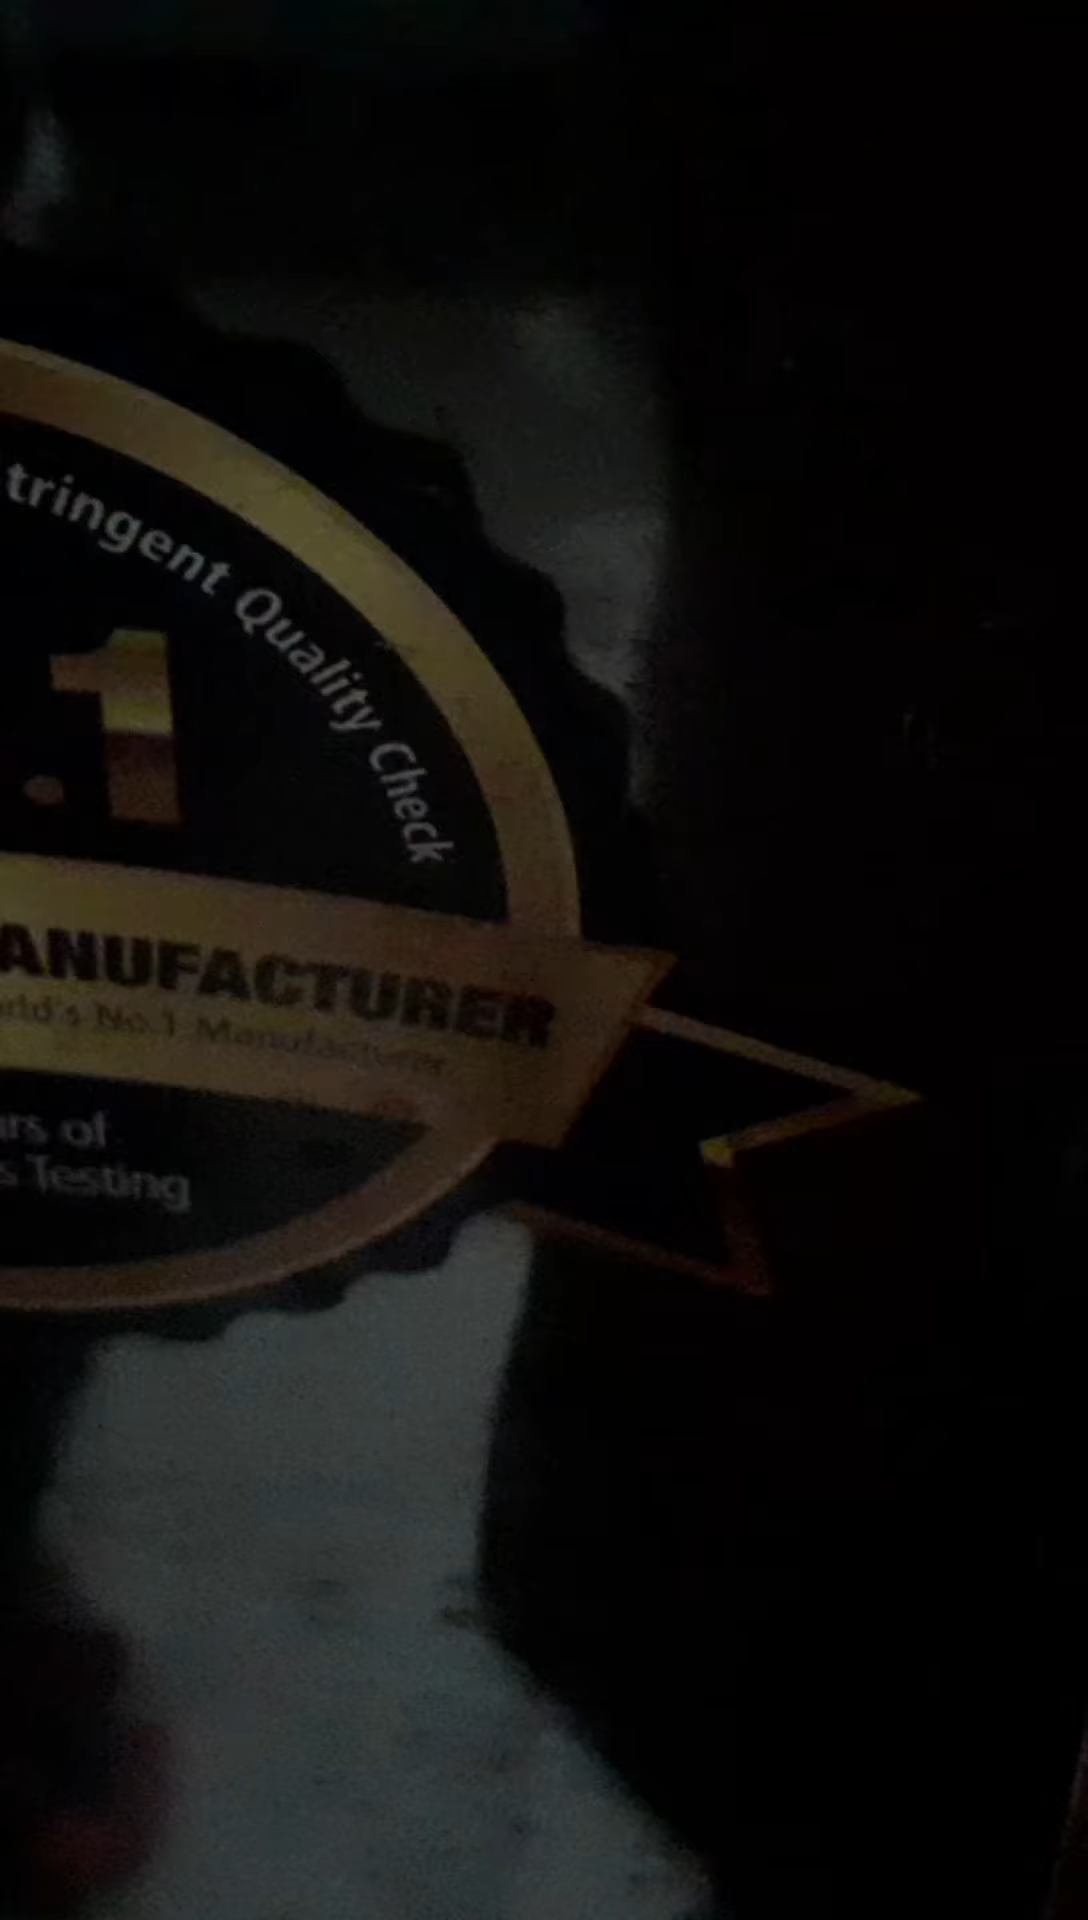 tringent Quality Check
.1
ANUFACTURER
rld's No.1 Manufacturer
rs of
s Testing